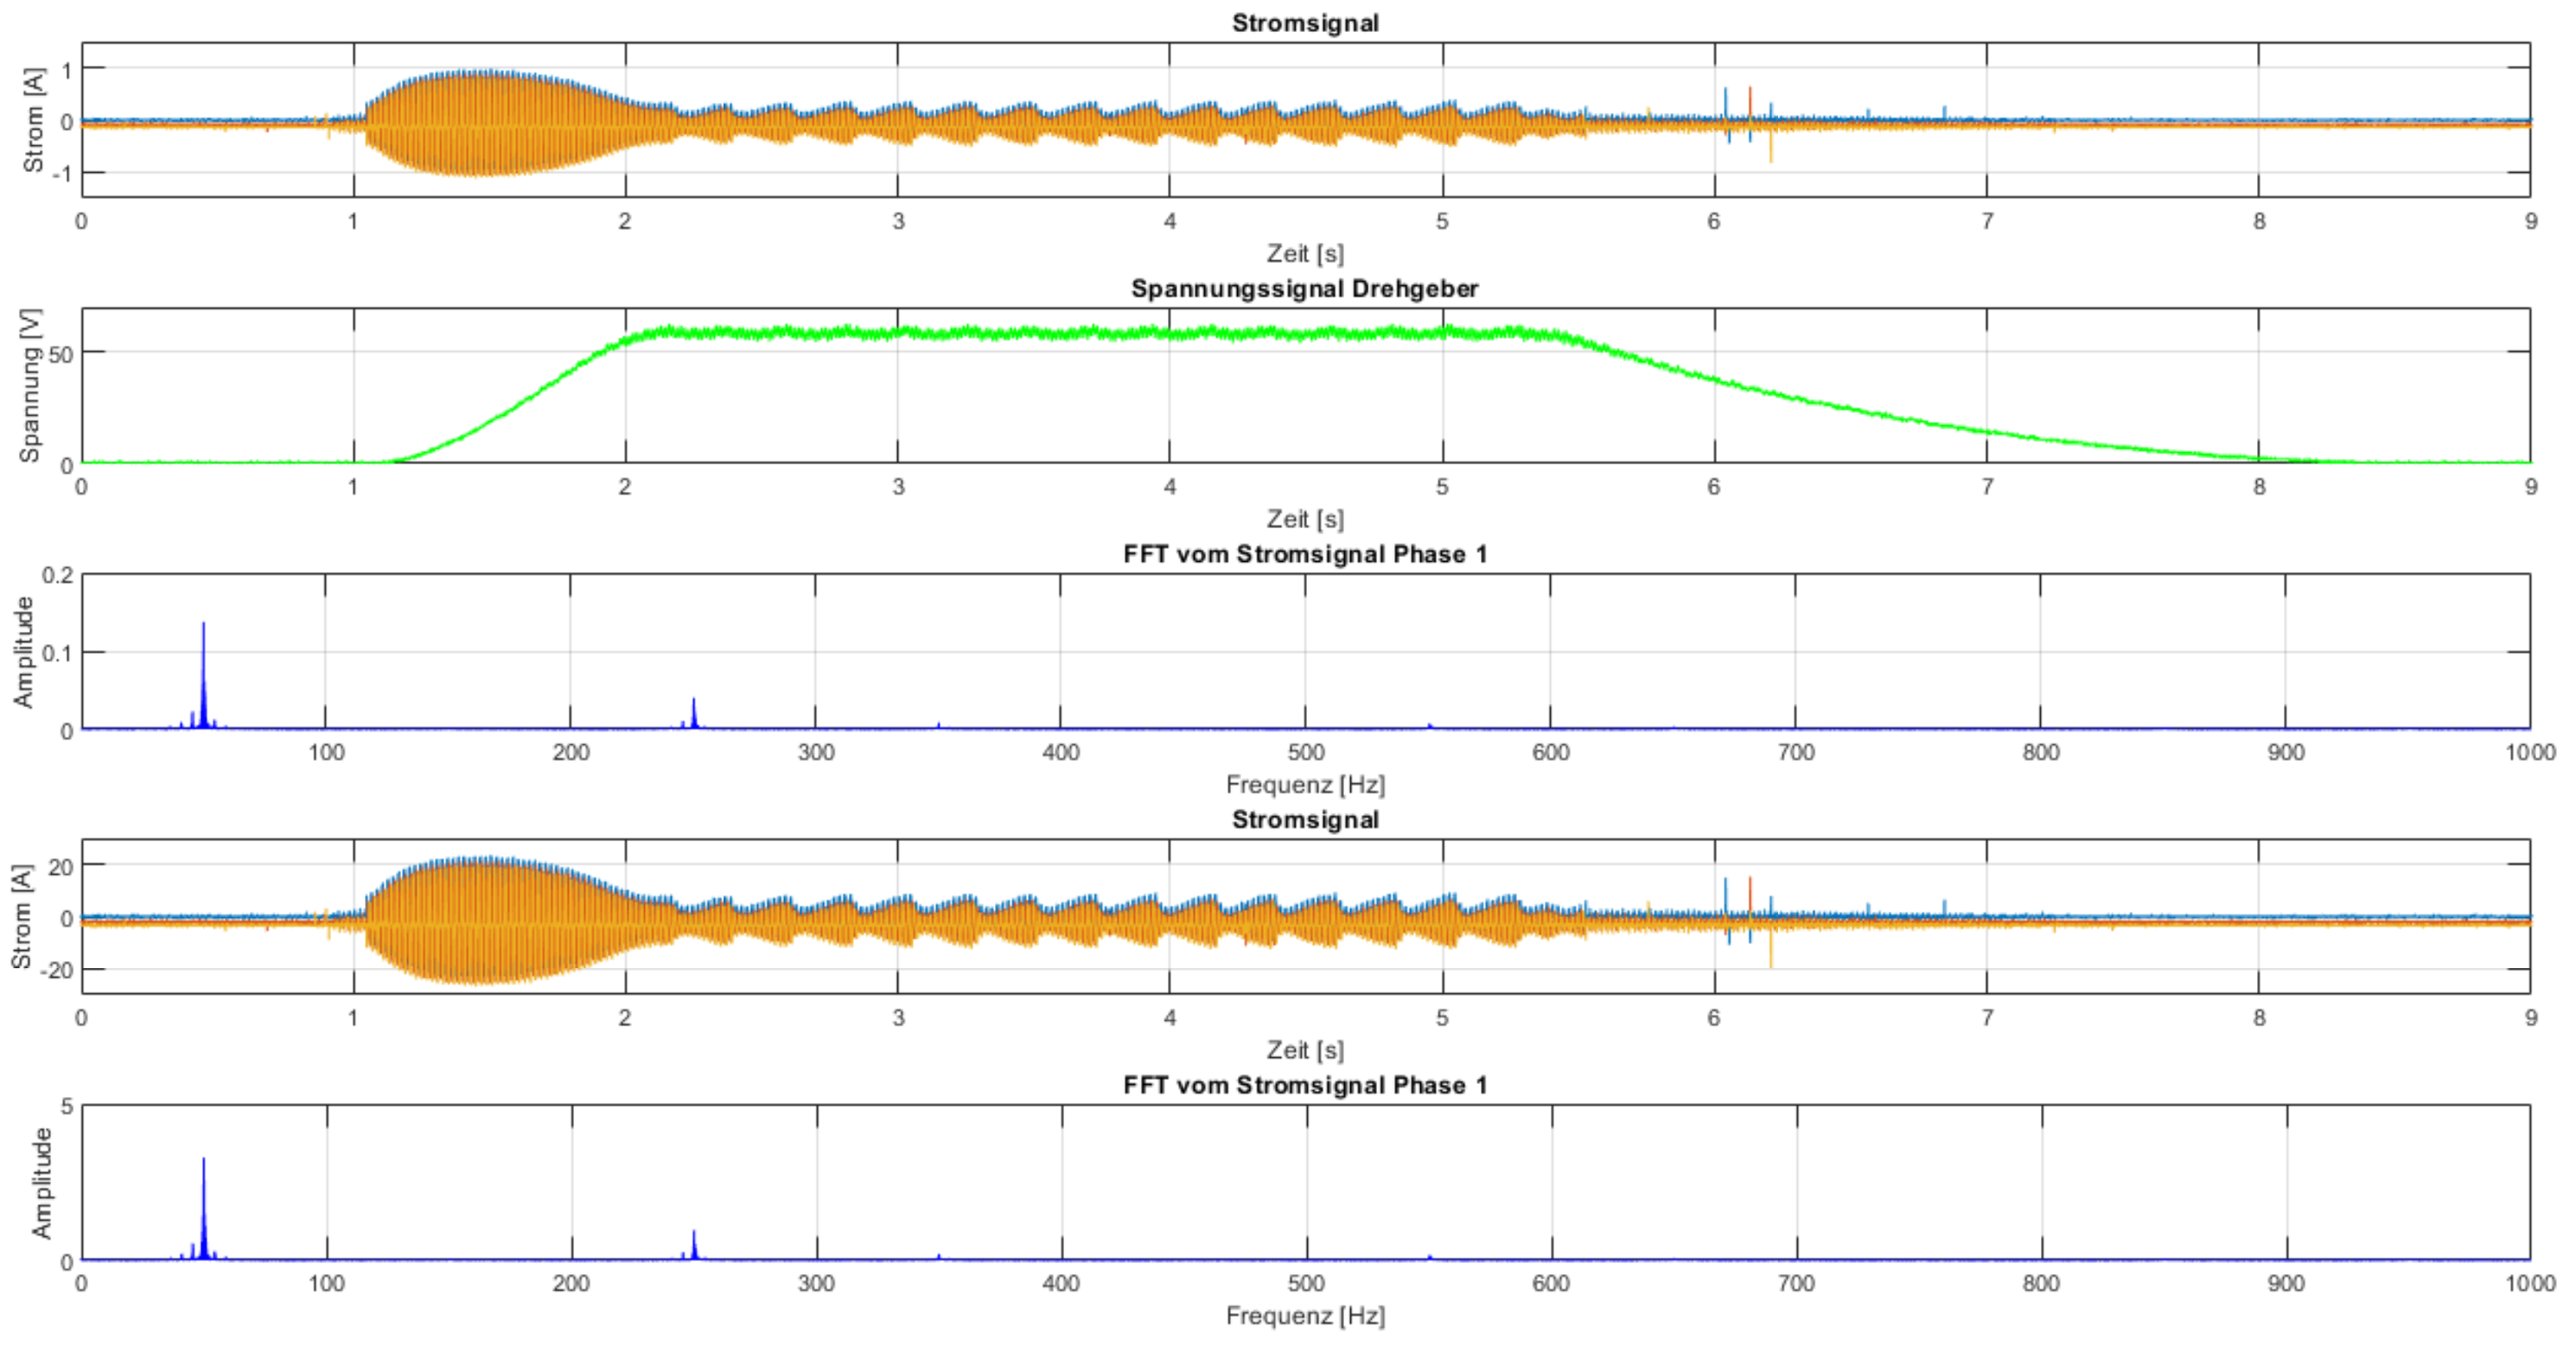 Stromsignal
Strom [A]
1
0
-1
0 1 2 3 4 5 6 7 8 9
Zeit [s]
Spannungssignal Drehgeber
Spannung [V]
50
0
0 1 2 3 4 5 6 7 8 9
Zeit [s]
FFT vom Stromsignal Phase 1
Amplitude
0.2
0.1
0
100 200 300 400 500 600 700 800 900 1000
Frequenz [Hz]
Stromsignal
Strom [A]
20
0
-20
0 1 2 3 4 5 6 7 8 9
Zeit [s]
FFT vom Stromsignal Phase 1
Amplitude
5
0
0 100 200 300 400 500 600 700 800 900 1000
Frequenz [Hz]